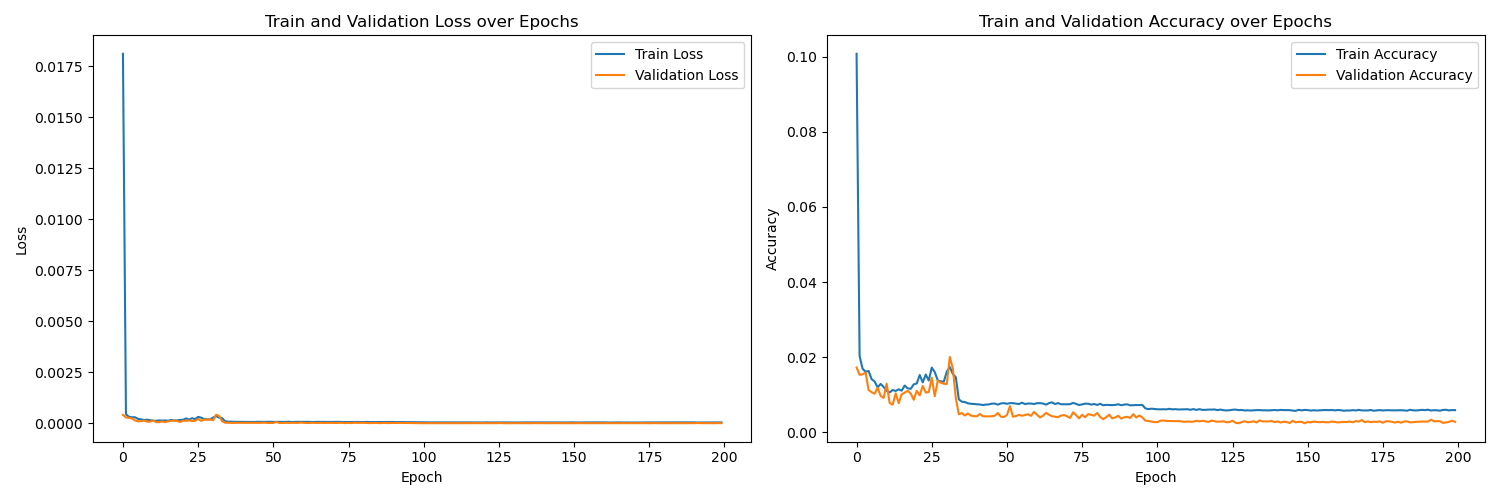 Train and Validation Loss over Epochs
Train Loss
Validation Loss
0.0175
0.0150
0.0125
0.0100
0.0075
0.0050
0.0025
0.0000
Loss
0 25 50 75 100 125 150 175 200
Epoch
Train and Validation Accuracy over Epochs
Train Accuracy
Validation Accuracy
0.10
0.08
0.06
0.04
0.02
0.00
Accuracy
0 25 50 75 100 125 150 175 200
Epoch